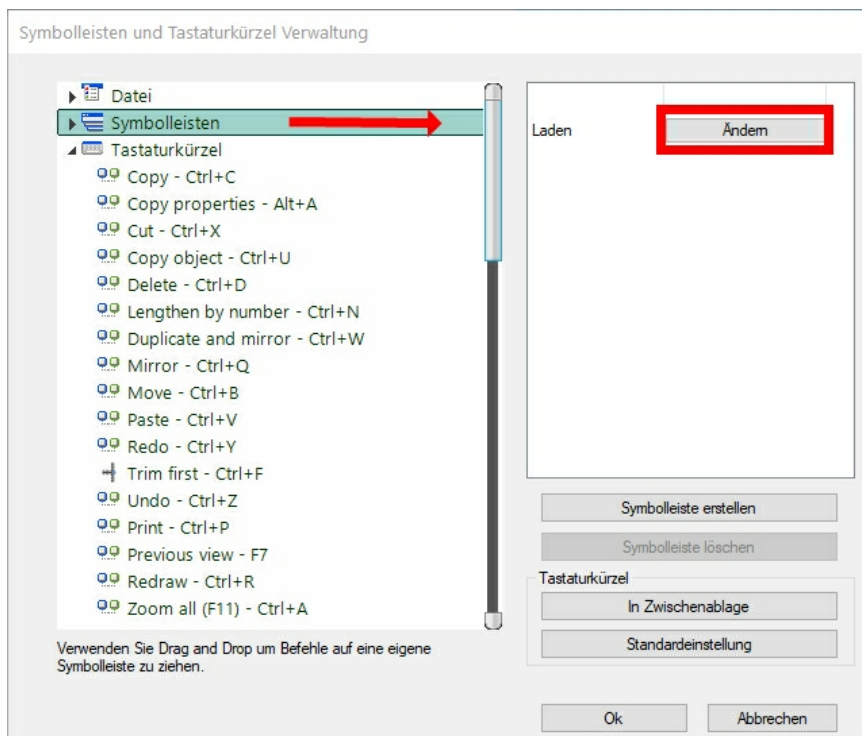 Symbolleisten und Tastaturkürzel Verwaltung
Datei
Symbolleisten
Tastaturkürzel
Copy - Ctrl+C
Copy properties - Alt+A
Cut - Ctrl+X
Copy object - Ctrl+U
Delete - Ctrl+D
Lengthen by number - Ctrl+N
Duplicate and mirror - Ctrl+W
Mirror - Ctrl+Q
Move - Ctrl+B
Paste - Ctrl+V
Redo - Ctrl+Y
Trim first - Ctrl+F
Undo - Ctrl+Z
Print - Ctrl+P
Previous view - F7
Redraw - Ctrl+R
Zoom all (F11) - Ctrl+A
Verwenden Sie Drag and Drop um Befehle auf eine eigene
Symbolleiste zu ziehen.
Laden
Ändern
Symbolleiste erstellen
Symbolleiste löschen
Tastaturkürzel
In Zwischenablage
Standardeinstellung
Ok
Abbrechen